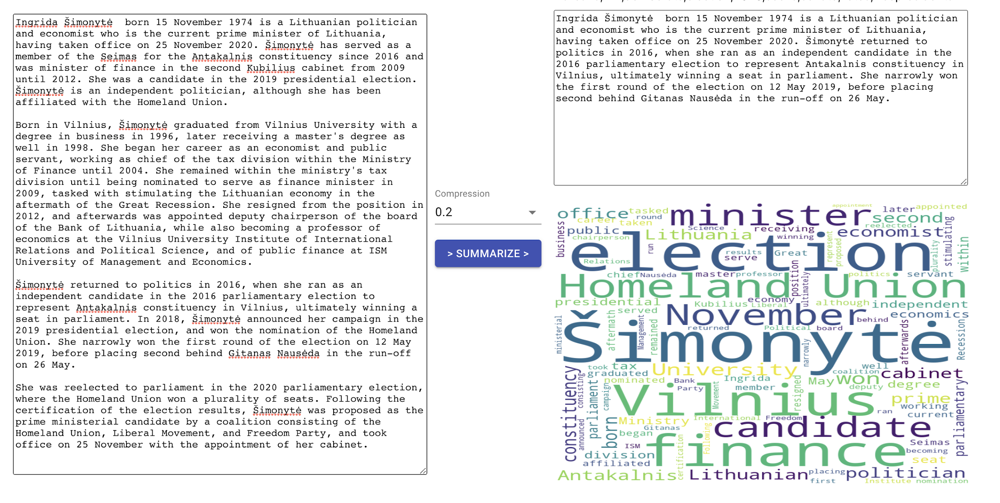 Ingrida Šimonytė  born 15 November 1974 is a Lithuanian politician
and economist who is the current prime minister of Lithuania,
having taken office on 25 November 2020. Šimonytė has served as a
member of the Seimas for the Antakalnis constituency since 2016 and
was minister of finance in the second Kubilius cabinet from 2009
until 2012. She was a candidate in the 2019 presidential election.
Šimonytė is an independent politician, although she has been
affiliated with the Homeland Union.
Born in Vilnius, Šimonytė graduated from Vilnius University with a
degree in business in 1996, later receiving a master's degree as
well in 1998. She began her career as an economist and public
servant, working as chief of the tax division within the Ministry
of Finance until 2004. She remained within the ministry's tax
division until being nominated to serve as finance minister in
2009, tasked with stimulating the Lithuanian economy in the
aftermath of the Great Recession. She resigned from the position in
2012, and afterwards was appointed deputy chairperson of the board
of the Bank of Lithuania, while also becoming a professor of
economics at the Vilnius University Institute of International
Relations and Political Science, and of public finance at ISM
University of Management and Economics.
Šimonytė returned to politics in 2016, when she ran as an
independent candidate in the 2016 parliamentary election to
represent Antakalnis constituency in Vilnius, ultimately winning a
seat in parliament. In 2018, Šimonytė announced her campaign in the
2019 presidential election, and won the nomination of the Homeland
Union. She narrowly won the first round of the election on 12 May
2019, before placing second behind Gitanas Nausėda in the run-off
on 26 May.
She was reelected to parliament in the 2020 parliamentary election,
where the Homeland Union won a plurality of seats. Following the
certification of the election results, Šimonytė was proposed as the
prime ministerial candidate by a coalition consisting of the
Homeland Union, Liberal Movement, and Freedom Party, and took
office on 25 November with the appointment of her cabinet.
Compression
0.2
> SUMMARIZE >
Ingrida Šimonytė  born 15 November 1974 is a Lithuanian politician
and economist who is the current prime minister of Lithuania,
having taken office on 25 November 2020. Šimonytė returned to
politics in 2016, when she ran as an independent candidate in the
2016 parliamentary election to represent Antakalnis constituency in
Vilnius, ultimately winning a seat in parliament. She narrowly won
the first round of the election on 12 May 2019, before placing
second behind Gitanas Nausėda in the run-off on 26 May.
office tasked minister appointment later appointed
career round taken second
business public Science receiving reelected economist stimulating
chairperson Lithuania winning represent
election
run results Great proposed plurality within
Relations serve
chief Nausėda master professor position politics servant
Homeland Union
ultimately
presidential economy although independent
served Kubilius Liberal
November behind economics
ministerial aftermath Management remained returned Political board
Šimonytė
narrowly afterwards Recession
took tax University well
constituency consisting graduated coalition cabinet
nominated Bank Ingrida May won
parliament campaign Party member deputy degree
Vilnius
Movement resigned prime parliamentary
working
ran current
born Ministry International Freedom
announced began Gitanas Following candidate
ISM finance Seimas
division becoming
affiliated certification seat
Antakalnis Lithuanian placing politician
first Institute nomination